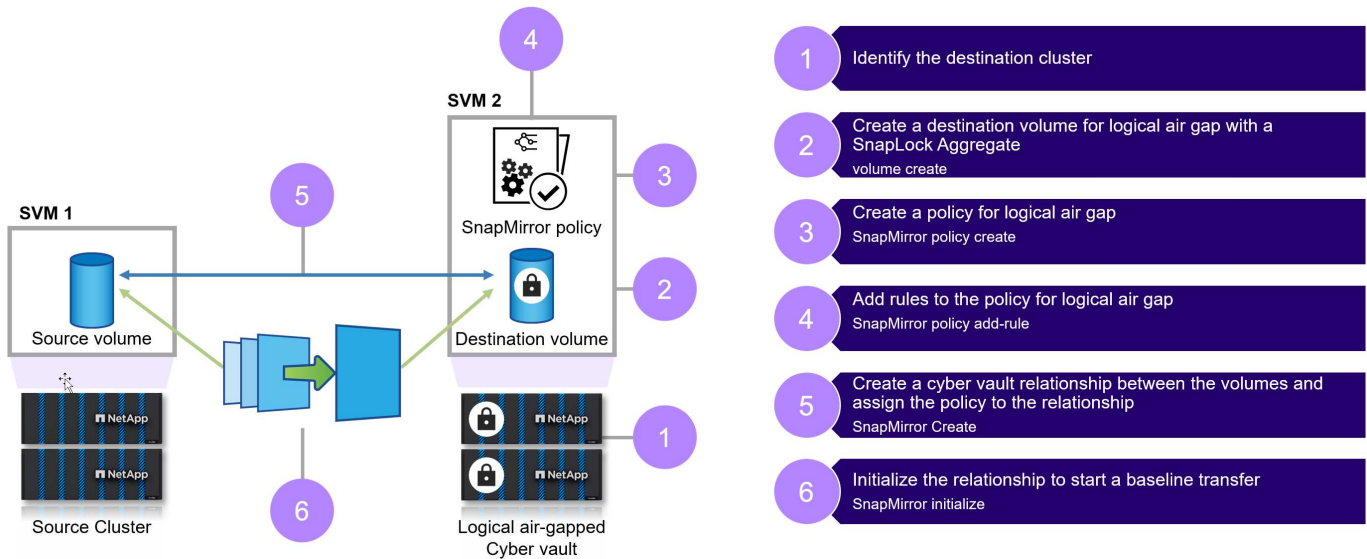 4
SVM 2
3
SnapMirror policy
5
SVM 1
2
Source volume
Destination volume
NetApp
NetApp
NetApp
NetApp
1
6
Source Cluster
Logical air-gapped
Cyber vault
1
Identify the destination cluster
2
Create a destination volume for logical air gap with a
SnapLock Aggregate
volume create
3
Create a policy for logical air gap
SnapMirror policy create
4
Add rules to the policy for logical air gap
SnapMirror policy add-rule
5
Create a cyber vault relationship between the volumes and
assign the policy to the relationship
SnapMirror Create
6
Initialize the relationship to start a baseline transfer
SnapMirror initialize